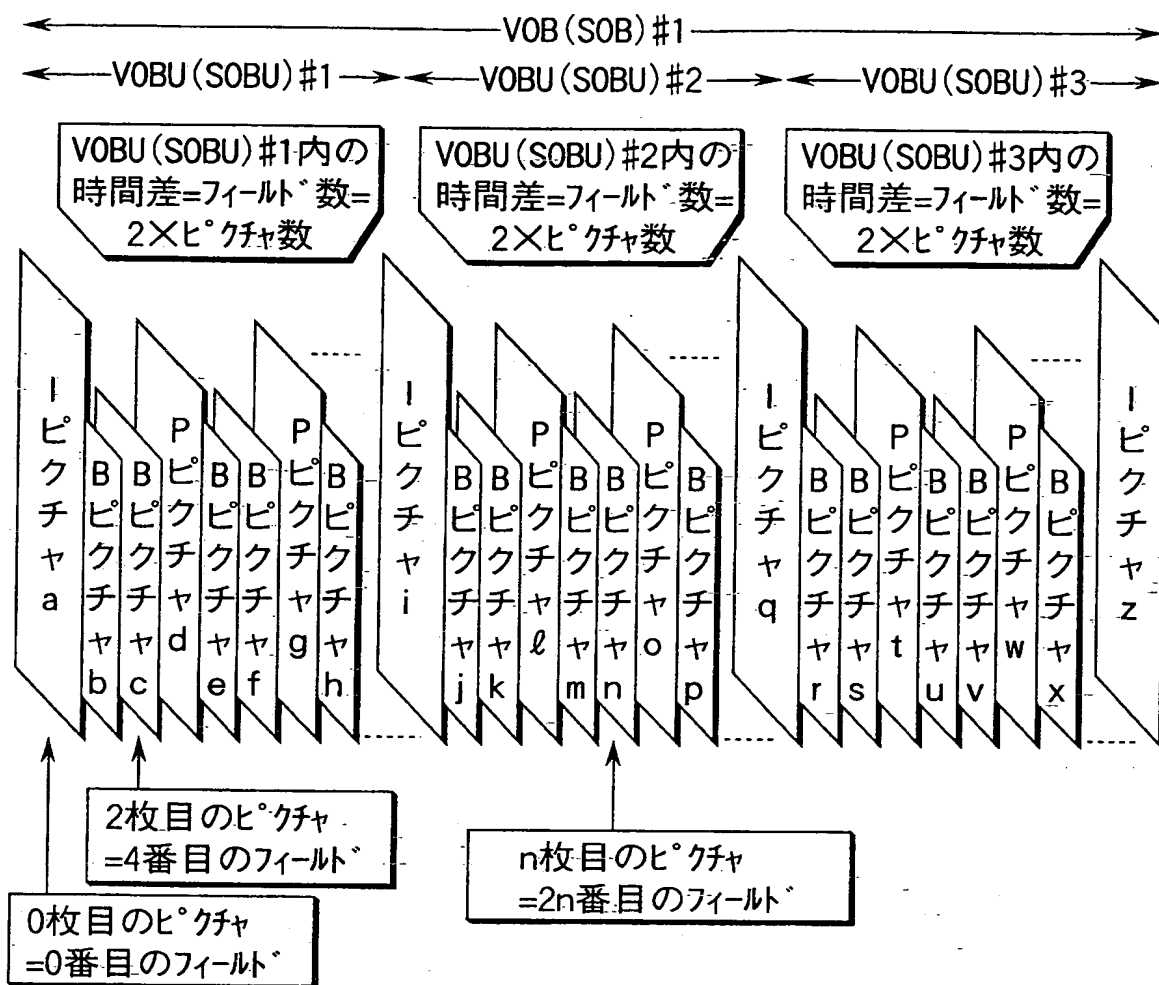 VOB(SOB)#1
VOBU(SOBU)#1
VOBU(SOBU)#2
VOBU(SOBU)#3
VOBU(SOBU)#1内の
時間差=フィールド数=
2×ピクチャ数
VOBU(SOBU)#2内の
時間差=フィールド数=
2×ピクチャ数
VOBU(SOBU)#3内の
時間差=フィールド数=
2×ピクチャ数
Iピクチャa
Bピクチャb
Bピクチャc
Pピクチャd
Bピクチャe
Bピクチャf
Pピクチャg
Bピクチャh
Iピクチャi
Bピクチャj
Bピクチャk
Pピクチャℓ
Bピクチャm
Bピクチャn
Pピクチャo
Bピクチャp
Iピクチャq
Bピクチャr
Bピクチャs
Pピクチャt
Bピクチャu
Bピクチャv
Pピクチャw
Bピクチャx
Iピクチャz
2枚目のピクチャ
=4番目のフィールド
n枚目のピクチャ
=2n番目のフィールド
0枚目のピクチャ
=0番目のフィールド